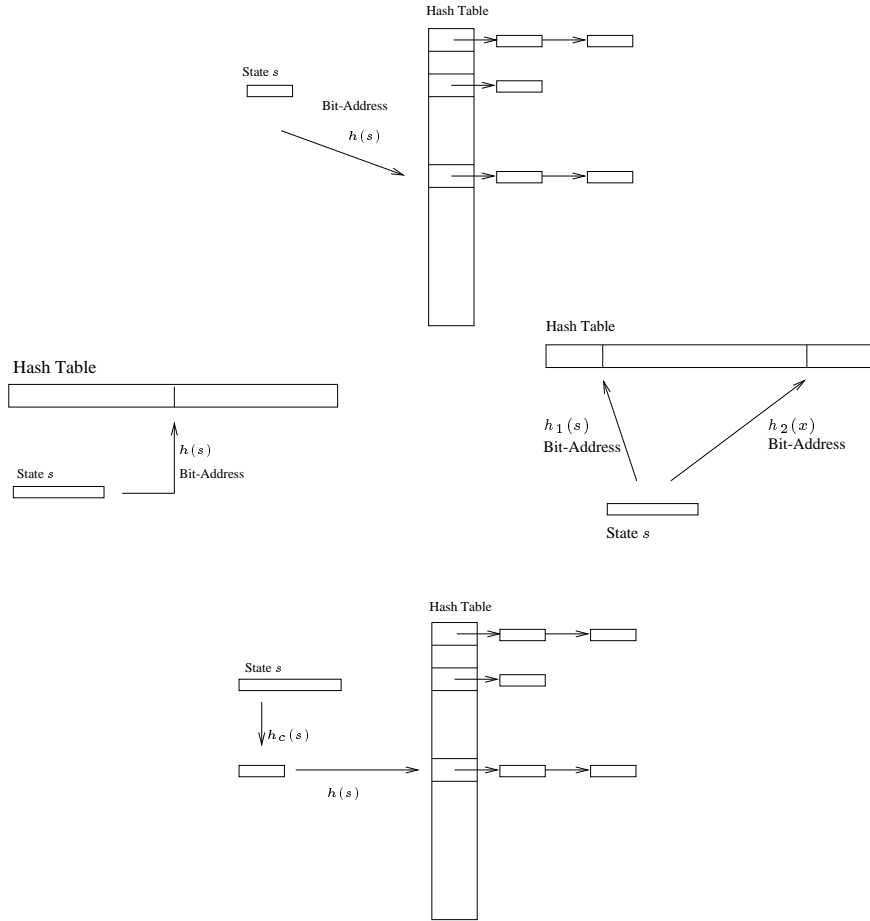 Hash Table
State s
Bit-Address
h(s)
Hash Table
h1(s)
Bit-Address
h2(x)
Bit-Address
State s
Hash Table
h(s)
Bit-Address
State s
Hash Table
State s
hc(s)
h(s)